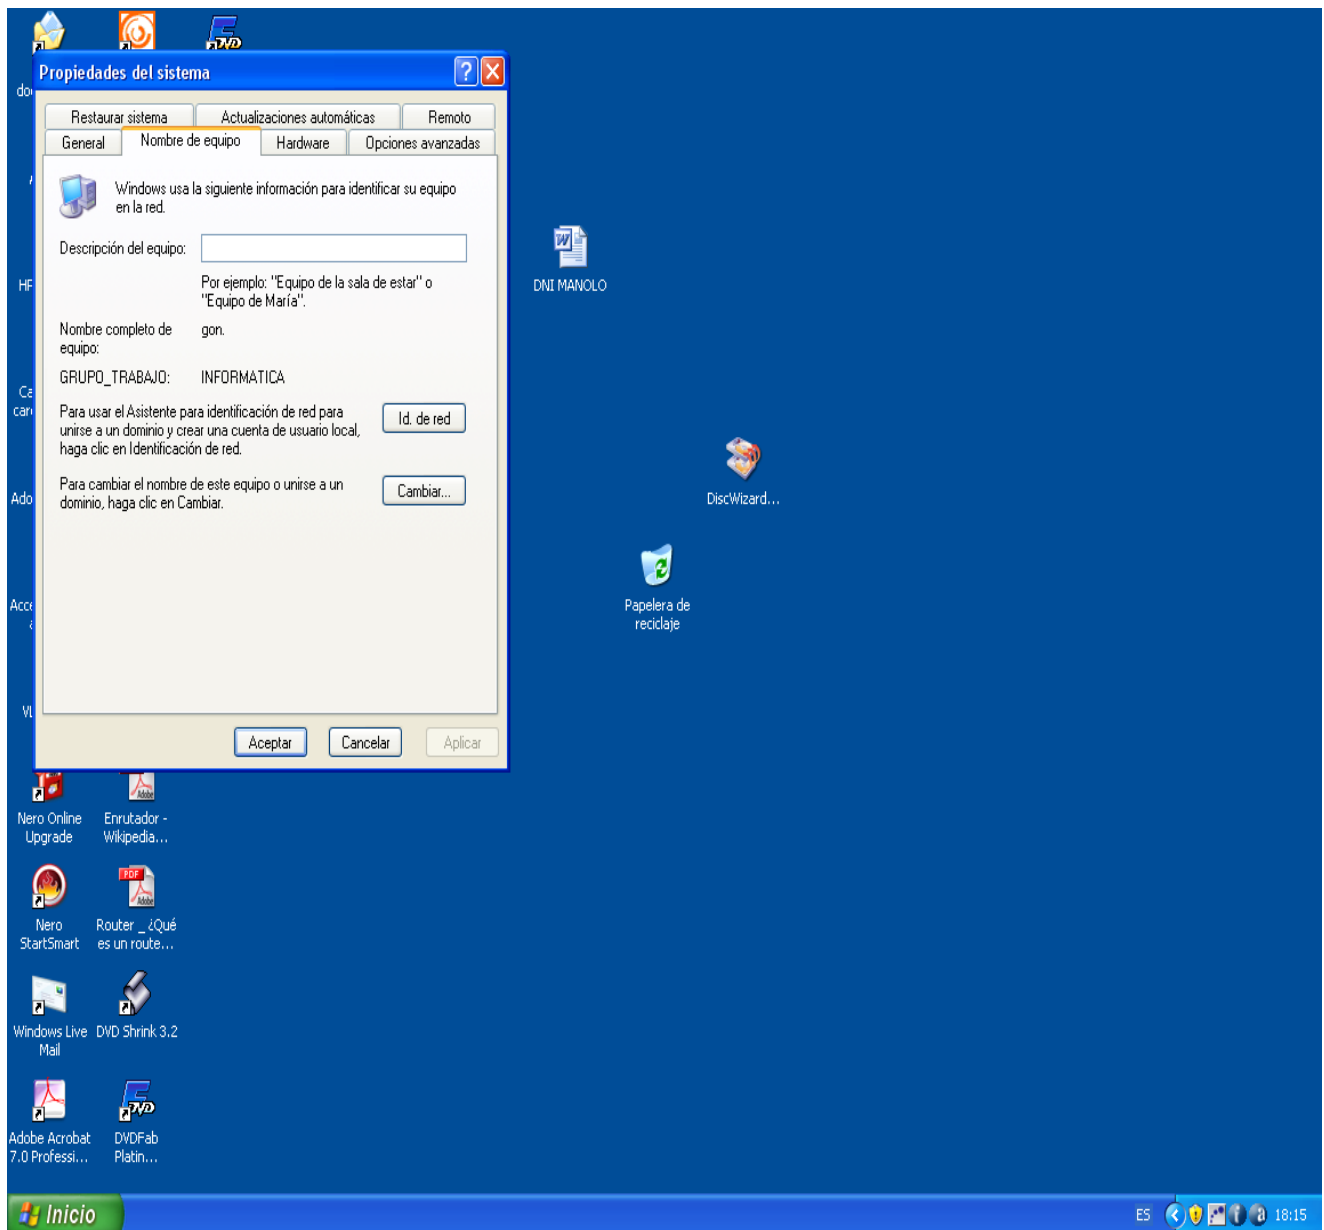 Propiedades del sistema
Restaurar sistema
Actualizaciones automáticas
Remoto
General
Nombre de equipo
Hardware
Opciones avanzadas
Windows usa la siguiente información para identificar su equipo
en la red.
Descripción del equipo:
Por ejemplo: "Equipo de la sala de estar" o
"Equipo de María".
Nombre completo de
equipo:
gon.
GRUPO_TRABAJO:
INFORMATICA
Para usar el Asistente para identificación de red para
unirse a un dominio y crear una cuenta de usuario local,
haga clic en Identificación de red.
Id. de red
Para cambiar el nombre de este equipo o unirse a un
dominio, haga clic en Cambiar.
Cambiar...
Aceptar
Cancelar
Aplicar
DNI MANOLO
DiscWizard...
Papelera de
reciclaje
Nero Online
Upgrade
Enrutador -
Wikipedia...
Nero
StartSmart
PDF
Adobe
Router _ ¿Qué
es un route...
Windows Live
Mail
DVD Shrink 3.2
Adobe Acrobat
7.0 Professi...
DVDFab
Platin...
Inicio
ES
18:15